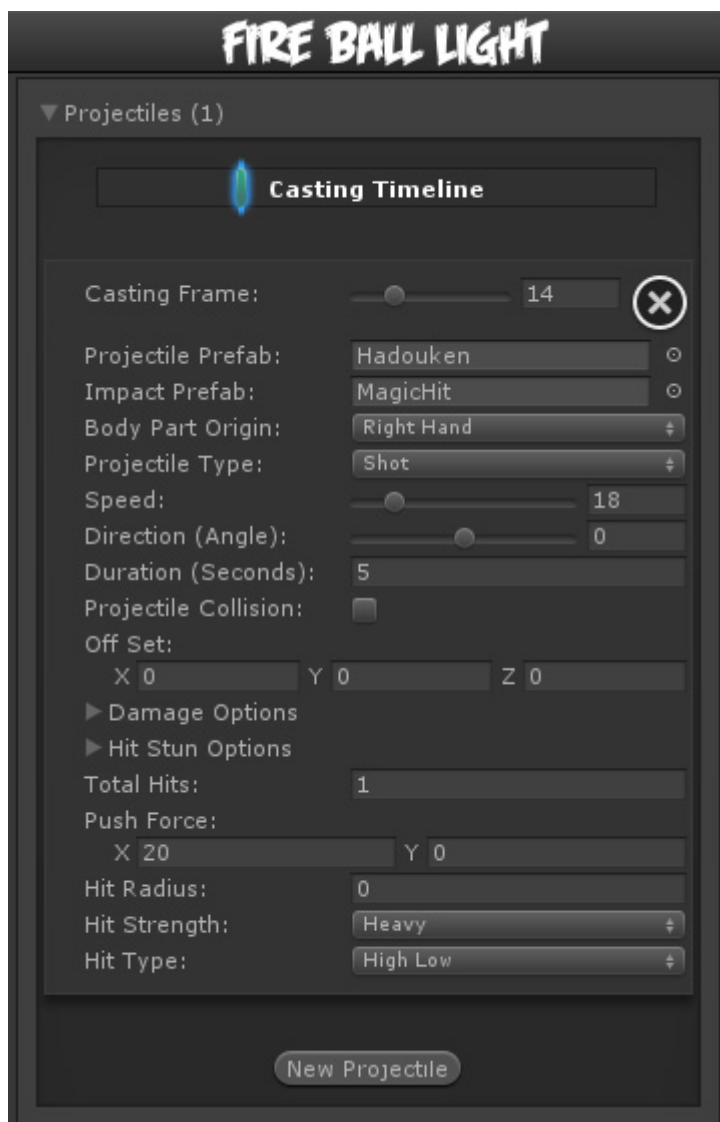 FIRE BALL LIGHT
Projectiles (1)
Casting Timeline
Casting Frame: 14
Projectile Prefab: Hadouken
Impact Prefab: MagicHit
Body Part Origin: Right Hand
Projectile Type: Shot
Speed: 18
Direction (Angle): 0
Duration (Seconds): 5
Projectile Collision:
Off Set:
X 0 Y 0 Z 0
Damage Options
Hit Stun Options
Total Hits: 1
Push Force:
X 20 Y 0
Hit Radius: 0
Hit Strength: Heavy
Hit Type: High Low
New Projectile